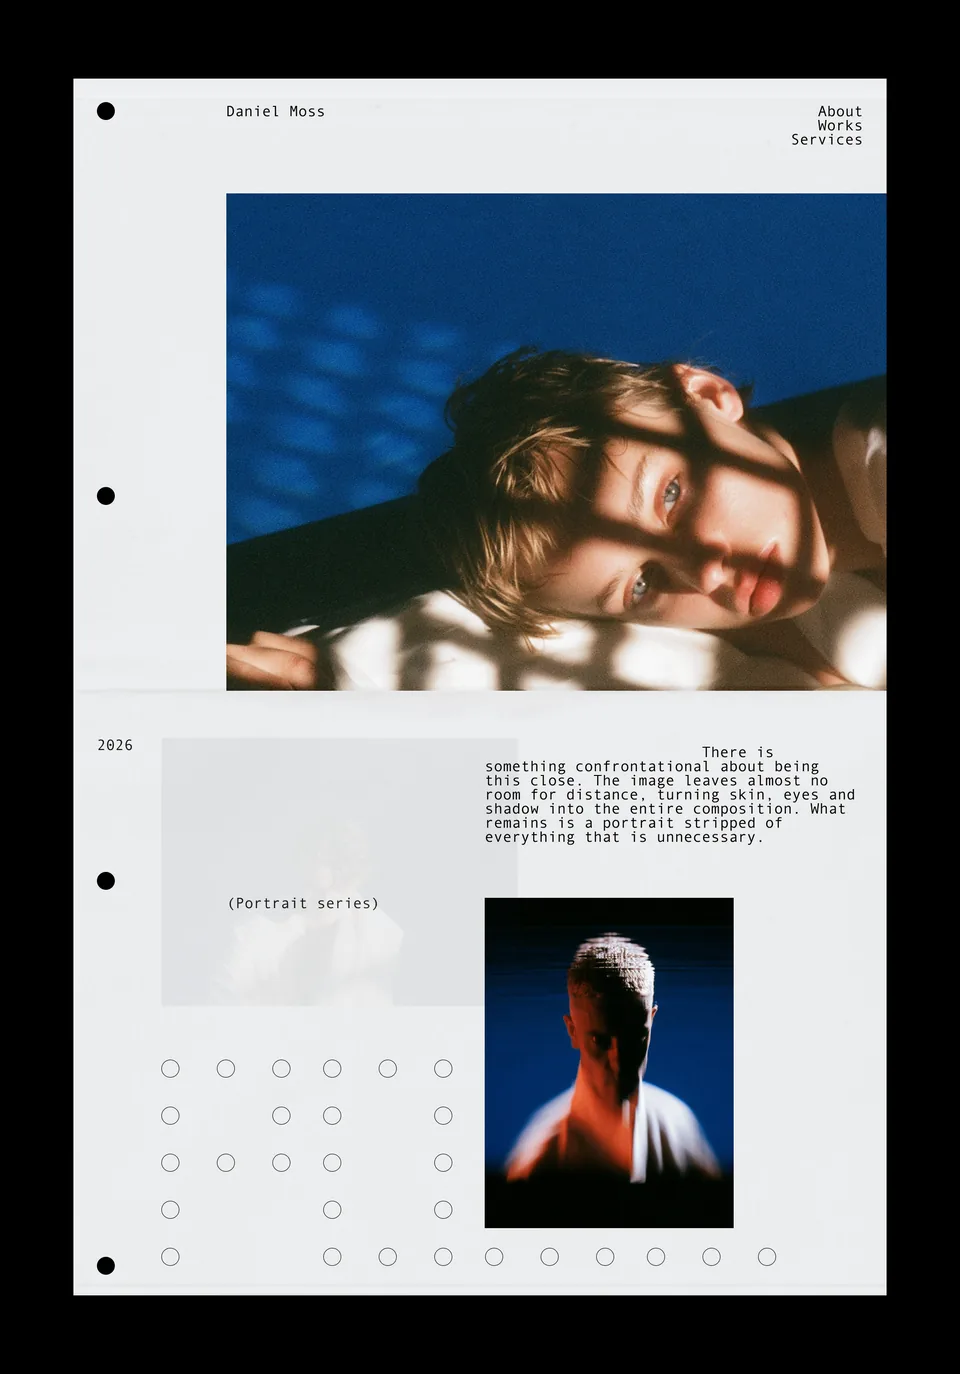 Daniel Moss
About
Works
Services
2026
There is
something confrontational about being
this close. The image leaves almost no
room for distance, turning skin, eyes and
shadow into the entire composition. What
remains is a portrait stripped of
everything that is unnecessary.
(Portrait series)